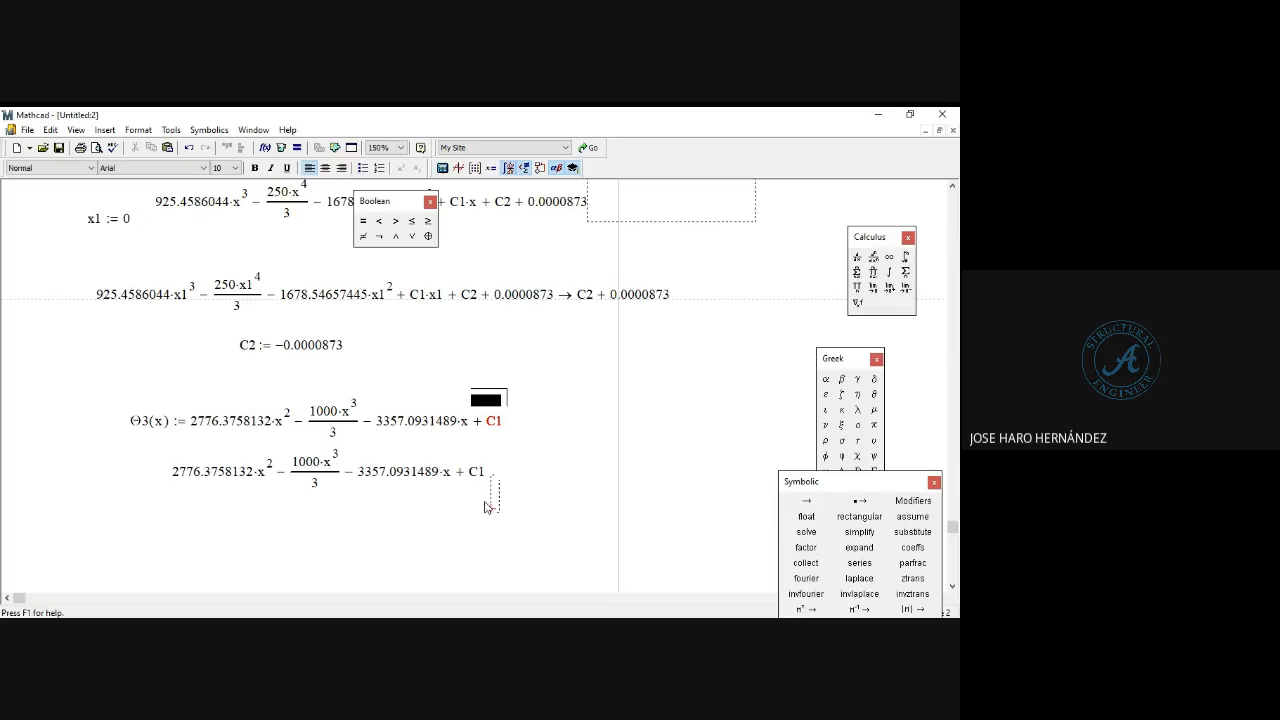 Mathcad - [Untitled:2]
File Edit View Insert Format Tools Symbolics Window Help
150% My Site Go
Normal Arial 10 B I U
925.4586044·x^3 − 250·x^4/3 − 1678 + C1·x + C2 + 0.0000873
x1 := 0
Boolean
= < > ≤ ≥
≠ ¬ ∧ ∨ ⊕
Calculus
925.4586044·x1^3 − 250·x1^4/3 − 1678.54657445·x1^2 + C1·x1 + C2 + 0.0000873 → C2 + 0.0000873
C2 := −0.0000873
Greek
α β γ δ
ε ζ η θ
ι κ λ μ
ν ξ ο π
ρ σ τ υ
φ χ ψ ω
Θ3(x) := 2776.3758132·x^2 − 1000·x^3/3 − 3357.0931489·x + C1
2776.3758132·x^2 − 1000·x^3/3 − 3357.0931489·x + C1
Symbolic
→ ▪→ Modifiers
float rectangular assume
solve simplify substitute
factor expand coeffs
collect series parfrac
fourier laplace ztrans
invfourier invlaplace invztrans
Press F1 for help.
STRUCTURAL
A
ENGINEER
JOSE HARO HERNÁNDEZ